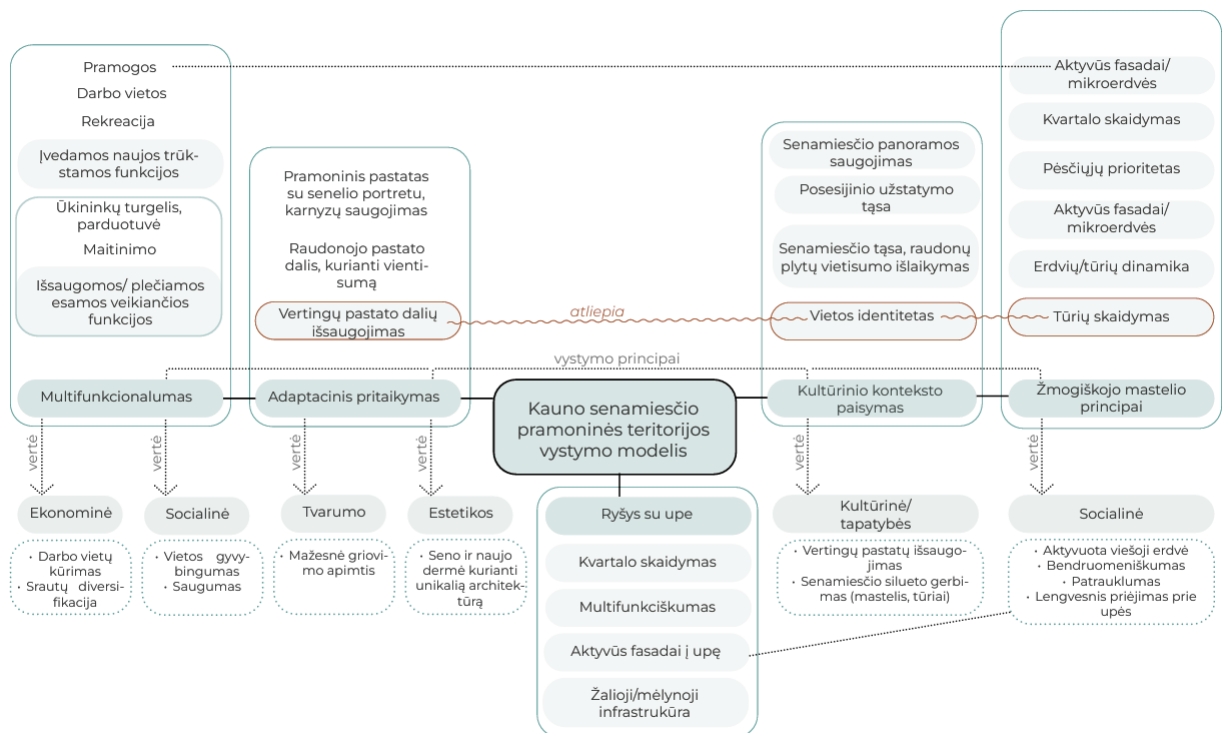 Pramogos
Darbo vietos
Rekreacija
Įvedamos naujos trūk-
stamos funkcijos
Ūkininkų turgelis,
parduotuvė
Maitinimo
Išsaugomos/ plečiamos
esamos veikiančios
funkcijos
Multifunkcionalumas
Pramoninis pastatas
su senelio portretu,
karnyzų saugojimas
Raudonojo pastato
dalis, kurianti vienti-
sumą
Vertingų pastato dalių
išsaugojimas
Adaptacinis pritaikymas
atliepia
vystymo principai
Kauno senamiesčio
pramoninės teritorijos
vystymo modelis
Senamiesčio panoramos
saugojimas
Posesijinio užstatymo
tąsa
Senamiesčio tąsa, raudonų
plytų vietisumo išlaikymas
Vietos identitetas
Kultūrinio konteksto
paisymas
Aktyvūs fasadai/
mikroerdvės
Kvartalo skaidymas
Pėsčiųjų prioritetas
Aktyvūs fasadai/
mikroerdvės
Erdvių/tūrių dinamika
Tūrių skaidymas
Žmogiškojo mastelio
principai
vertė
vertė
vertė
vertė
vertė
vertė
Ekonominė
· Darbo vietų
kūrimas
· Srautų diversi-
fikacija
Socialinė
· Vietos gyvy-
bingumas
· Saugumas
Tvarumo
· Mažesnė griovi-
mo apimtis
Estetikos
· Seno ir naujo
dermė kurianti
unikalią architek-
tūrą
Ryšys su upe
Kvartalo skaidymas
Multifunkciškumas
Aktyvūs fasadai į upę
Žalioji/mėlynoji
infrastrukūra
Kultūrinė/
tapatybės
· Vertingų pastatų išsaugo-
jimas
· Senamiesčio silueto gerbi-
mas (mastelis, tūriai)
Socialinė
· Aktyvuota viešoji erdvė
· Bendruomeniškumas
· Patrauklumas
· Lengvesnis priėjimas prie
upės